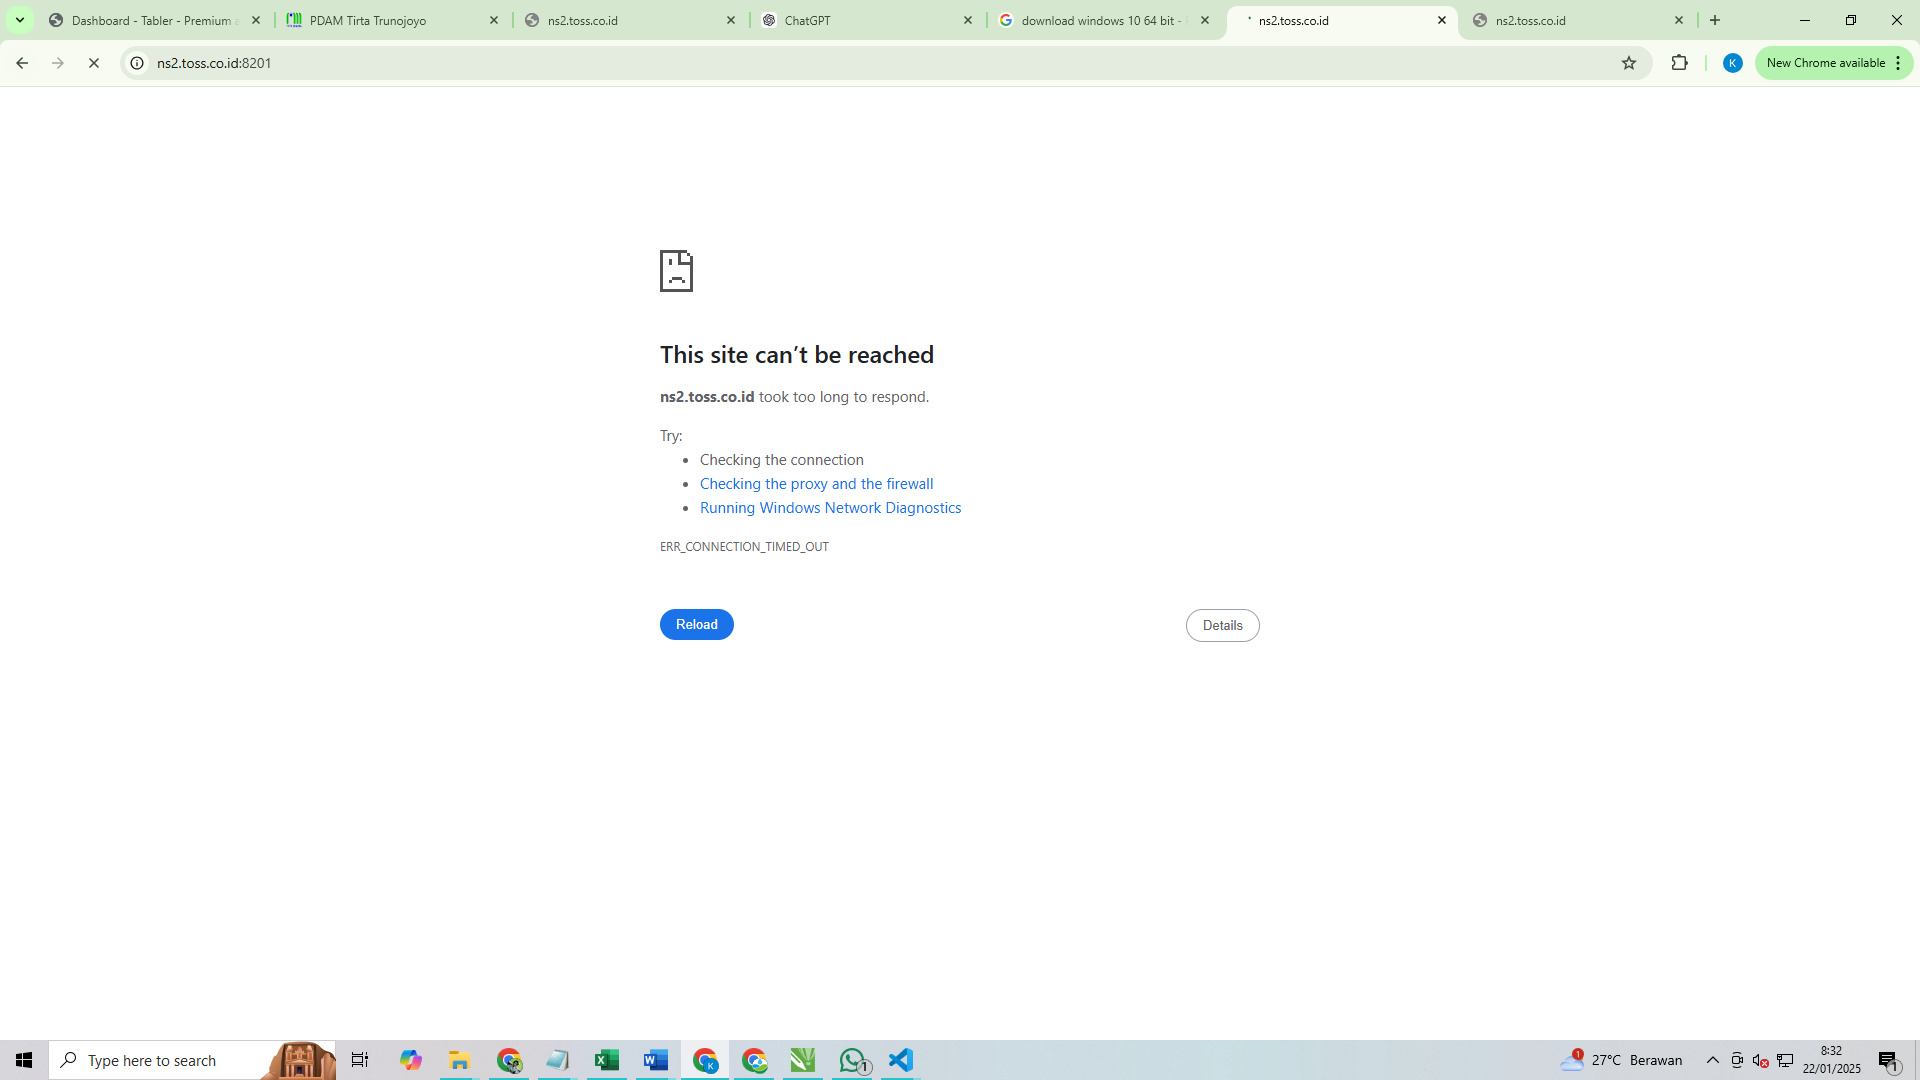 Dashboard - Tabler - Premium a
PDAM Tirta Trunojoyo
ns2.toss.co.id
ChatGPT
download windows 10 64 bit -
ns2.toss.co.id
ns2.toss.co.id
ns2.toss.co.id:8201
K
New Chrome available
This site can’t be reached
ns2.toss.co.id took too long to respond.
Try:
Checking the connection
Checking the proxy and the firewall
Running Windows Network Diagnostics
ERR_CONNECTION_TIMED_OUT
Reload
Details
Type here to search
K
1
1
27°C Berawan
8:32
22/01/2025
1